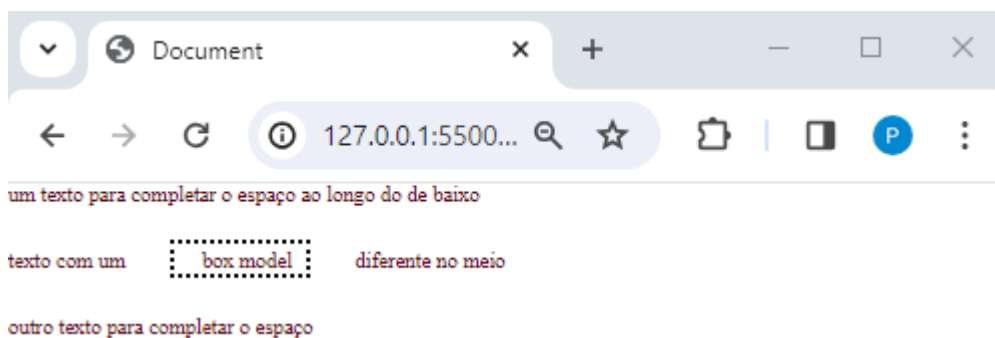 Document
127.0.0.1:5500...
P
um texto para completar o espaço ao longo do de baixo
texto com um box model diferente no meio
outro texto para completar o espaço